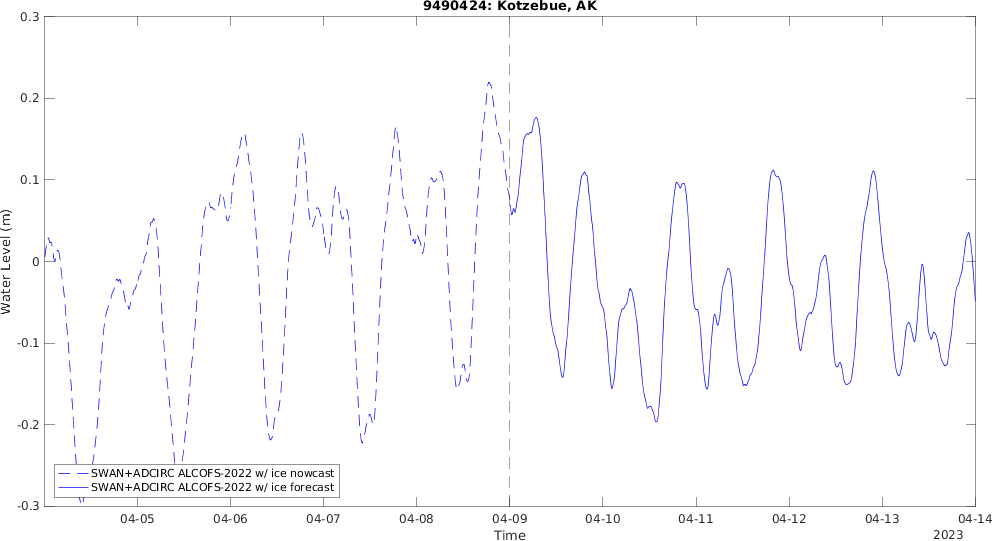 9490424: Kotzebue, AK
0.3
0.2
0.1
0
-0.1
-0.2
-0.3
Water Level (m)
SWAN+ADCIRC ALCOFS-2022 w/ ice nowcast
SWAN+ADCIRC ALCOFS-2022 w/ ice forecast
04-05 04-06 04-07 04-08 04-09 04-10 04-11 04-12 04-13 04-14
Time
2023